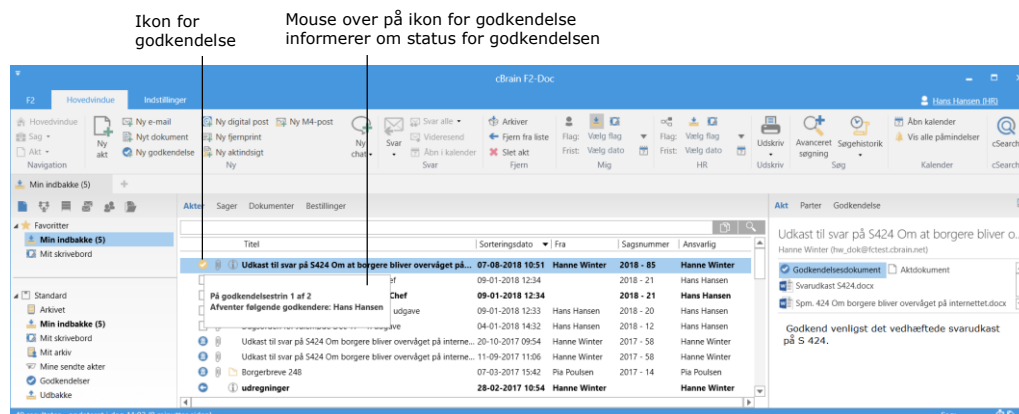 Ikon for
godkendelse
Mouse over på ikon for godkendelse
informerer om status for godkendelsen
cBrain F2-Doc
F2 Hovedvindue Indstillinger Hans Hansen (HR)
Hovedvindue
Sag
Akt
Navigation
Ny
akt
Ny e-mail
Nyt dokument
Ny godkendelse
Ny digital post
Ny fjernprint
Ny aktindsigt
Ny M4-post
Ny
Ny
chat
Svar
Svar alle
Videresend
Åbn i kalender
Svar
Arkiver
Fjern fra liste
Slet akt
Fjern
Flag: Vælg flag
Frist: Vælg dato
Mig
Flag: Vælg flag
Frist: Vælg dato
HR
Udskriv
Udskriv
Avanceret
søgning
Søgehistorik
Søg
Åbn kalender
Vis alle påmindelser
Kalender
cSearch
cSearch
Min indbakke (5)
Favoritter
Min indbakke (5)
Mit skrivebord
Standard
Arkivet
Min indbakke (5)
Mit skrivebord
Mit arkiv
Mine sendte akter
Godkendelser
Udbakke
Akter Sager Dokumenter Bestillinger
Titel Sorteringsdato Fra Sagsnummer Ansvarlig
Udkast til svar på S424 Om at borgere bliver overvåget på... 07-08-2018 10:51 Hanne Winter 2018 - 85 Hanne Winter
09-01-2018 12:34 2018 - 21 Hans Hansen
Chef 09-01-2018 12:34 2018 - 21 Hans Hansen
udgave 09-01-2018 12:33 Hans Hansen 2018 - 20 Hans Hansen
04-01-2018 14:32 Hans Hansen 2018 - 12 Hans Hansen
På godkendelsestrin 1 af 2
Afventer følgende godkendere: Hans Hansen
Udkast til svar på S424 Om borgere bliver overvåget på interne... 20-10-2017 09:54 Hanne Winter 2017 - 58 Hanne Winter
Udkast til svar på S424 Om borgere bliver overvåget på interne... 11-09-2017 11:06 Hanne Winter 2017 - 58 Hanne Winter
Borgerbreve 248 07-03-2017 15:42 Pia Poulsen 2017 - 14 Pia Poulsen
udregninger 28-02-2017 10:54 Hanne Winter Hanne Winter
Akt Parter Godkendelse
Udkast til svar på S424 Om at borgere bliver o...
Hanne Winter (hw_dok@fctest.cbrain.net)
Godkendelsesdokument Aktdokument
Svarudkast S424.docx
Spm. 424 Om borgere bliver overvåget på internettet.docx
Godkend venligst det vedhæftede svarudkast
på S 424.